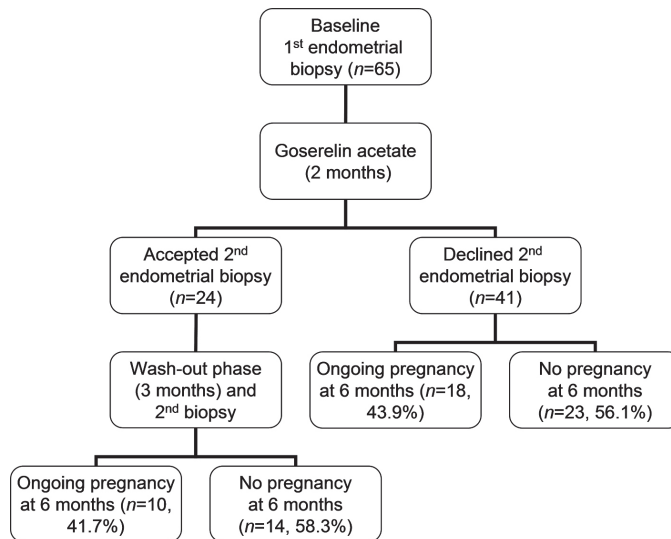 Baseline
1st endometrial
biopsy (n=65)
Goserelin acetate
(2 months)
Accepted 2nd
endometrial biopsy
(n=24)
Declined 2nd
endometrial biopsy
(n=41)
Wash-out phase
(3 months) and
2nd biopsy
Ongoing pregnancy
at 6 months (n=18,
43.9%)
No pregnancy
at 6 months
(n=23, 56.1%)
Ongoing pregnancy
at 6 months (n=10,
41.7%)
No pregnancy
at 6 months
(n=14, 58.3%)